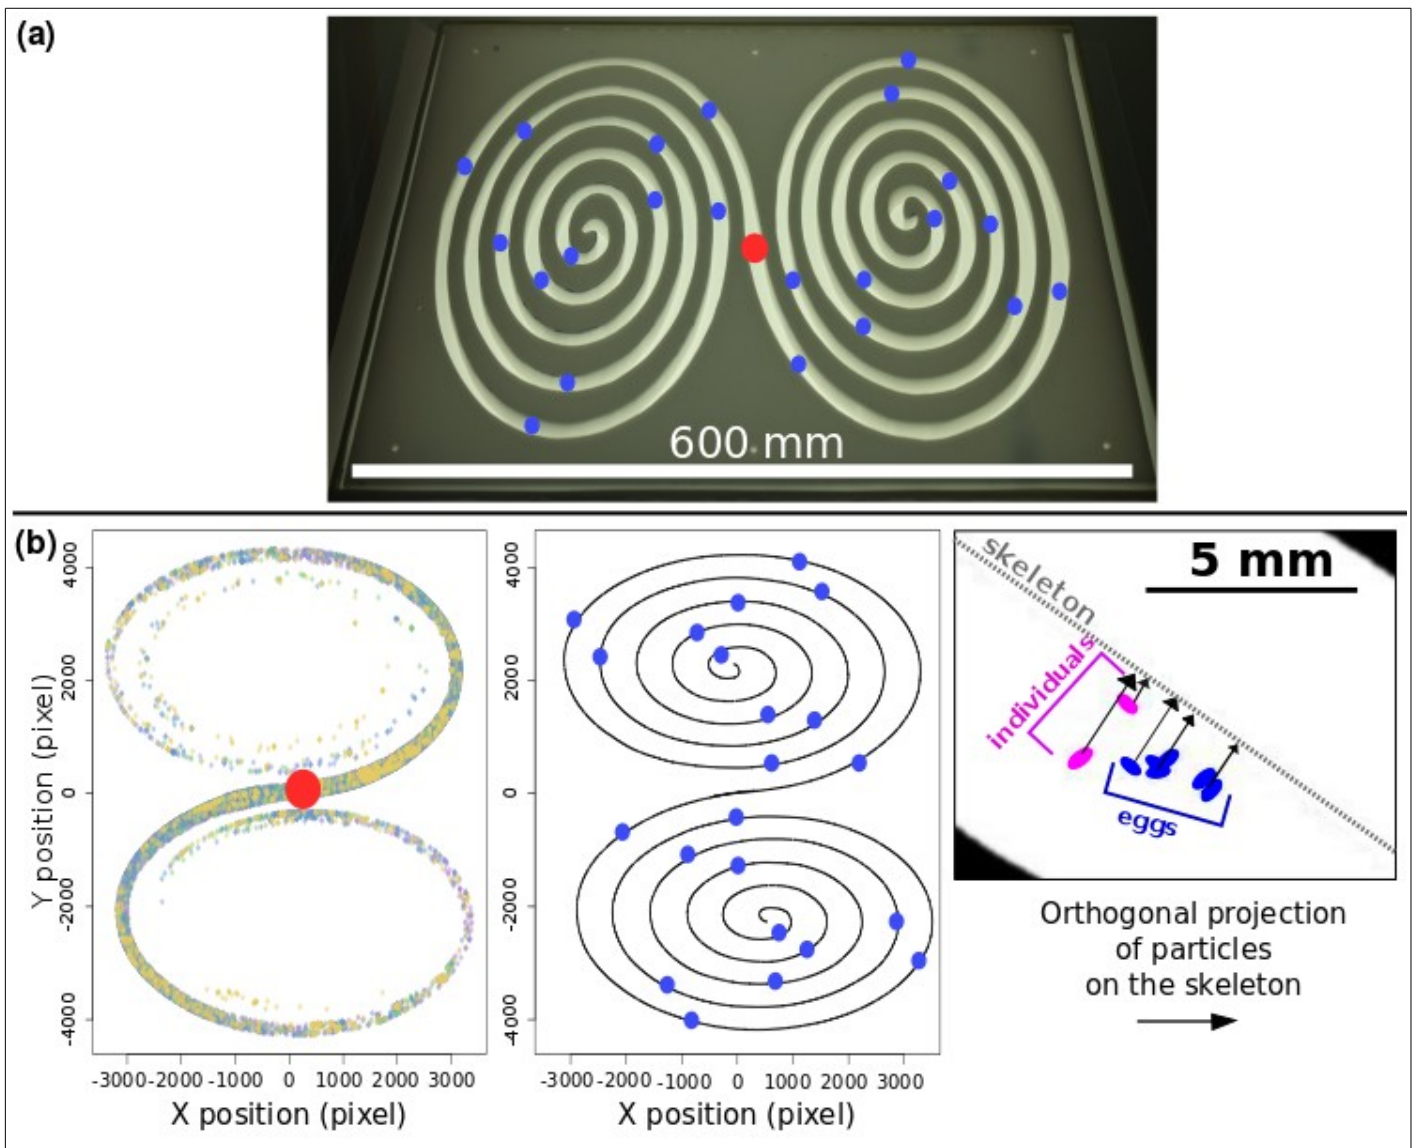 (a)
600 mm
(b)
Y position (pixel)
4000
2000
0
-2000
-4000
-3000 -2000 -1000 0 1000 2000 3000
X position (pixel)
4000
2000
0
-2000
-4000
-3000 -2000 -1000 0 1000 2000 3000
X position (pixel)
skeleton
5 mm
individuals
eggs
Orthogonal projection
of particles
on the skeleton